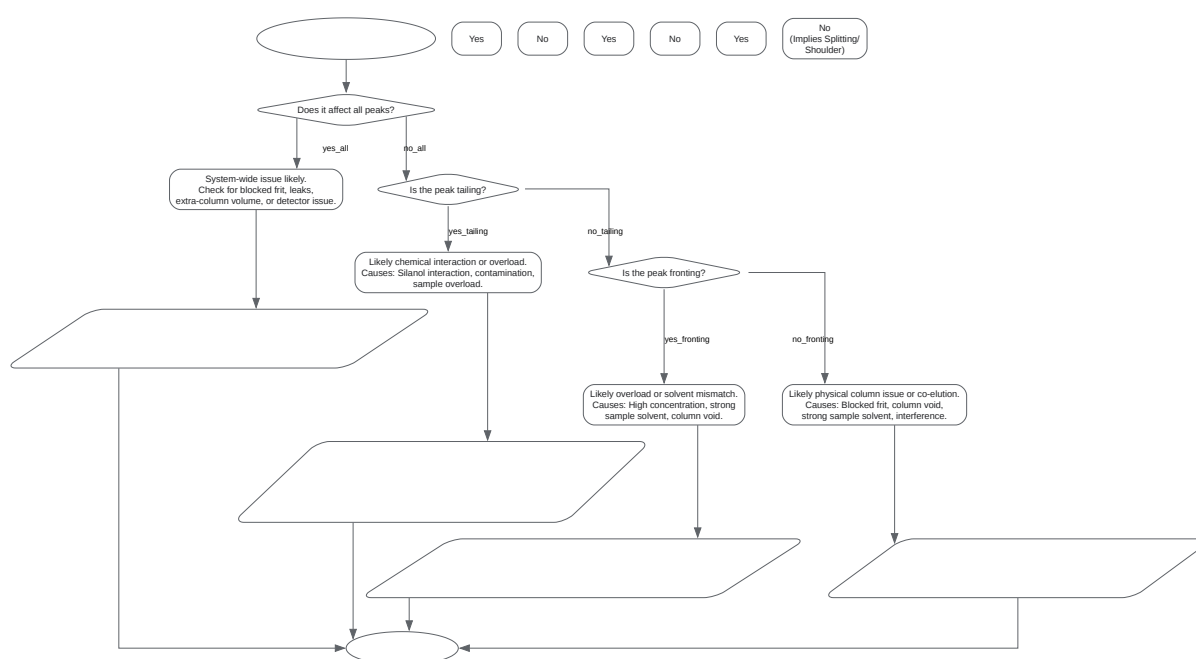 Yes
No
Yes
No
Yes
No
(Implies Splitting/
Shoulder)
Does it affect all peaks?
yes_all
no_all
System-wide issue likely.
Check for blocked frit, leaks,
extra-column volume, or detector issue.
Is the peak tailing?
yes_tailing
no_tailing
Likely chemical interaction or overload.
Causes: Silanol interaction, contamination,
sample overload.
Is the peak fronting?
yes_fronting
no_fronting
Likely overload or solvent mismatch.
Causes: High concentration, strong
sample solvent, column void.
Likely physical column issue or co-elution.
Causes: Blocked frit, column void,
strong sample solvent, interference.